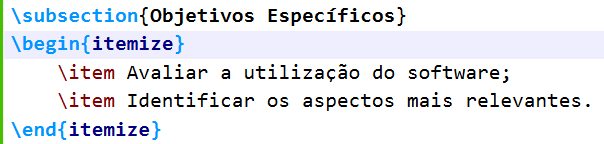 \subsection{Objetivos Específicos}
\begin{itemize}
\item Avaliar a utilização do software;
\item Identificar os aspectos mais relevantes.
\end{itemize}